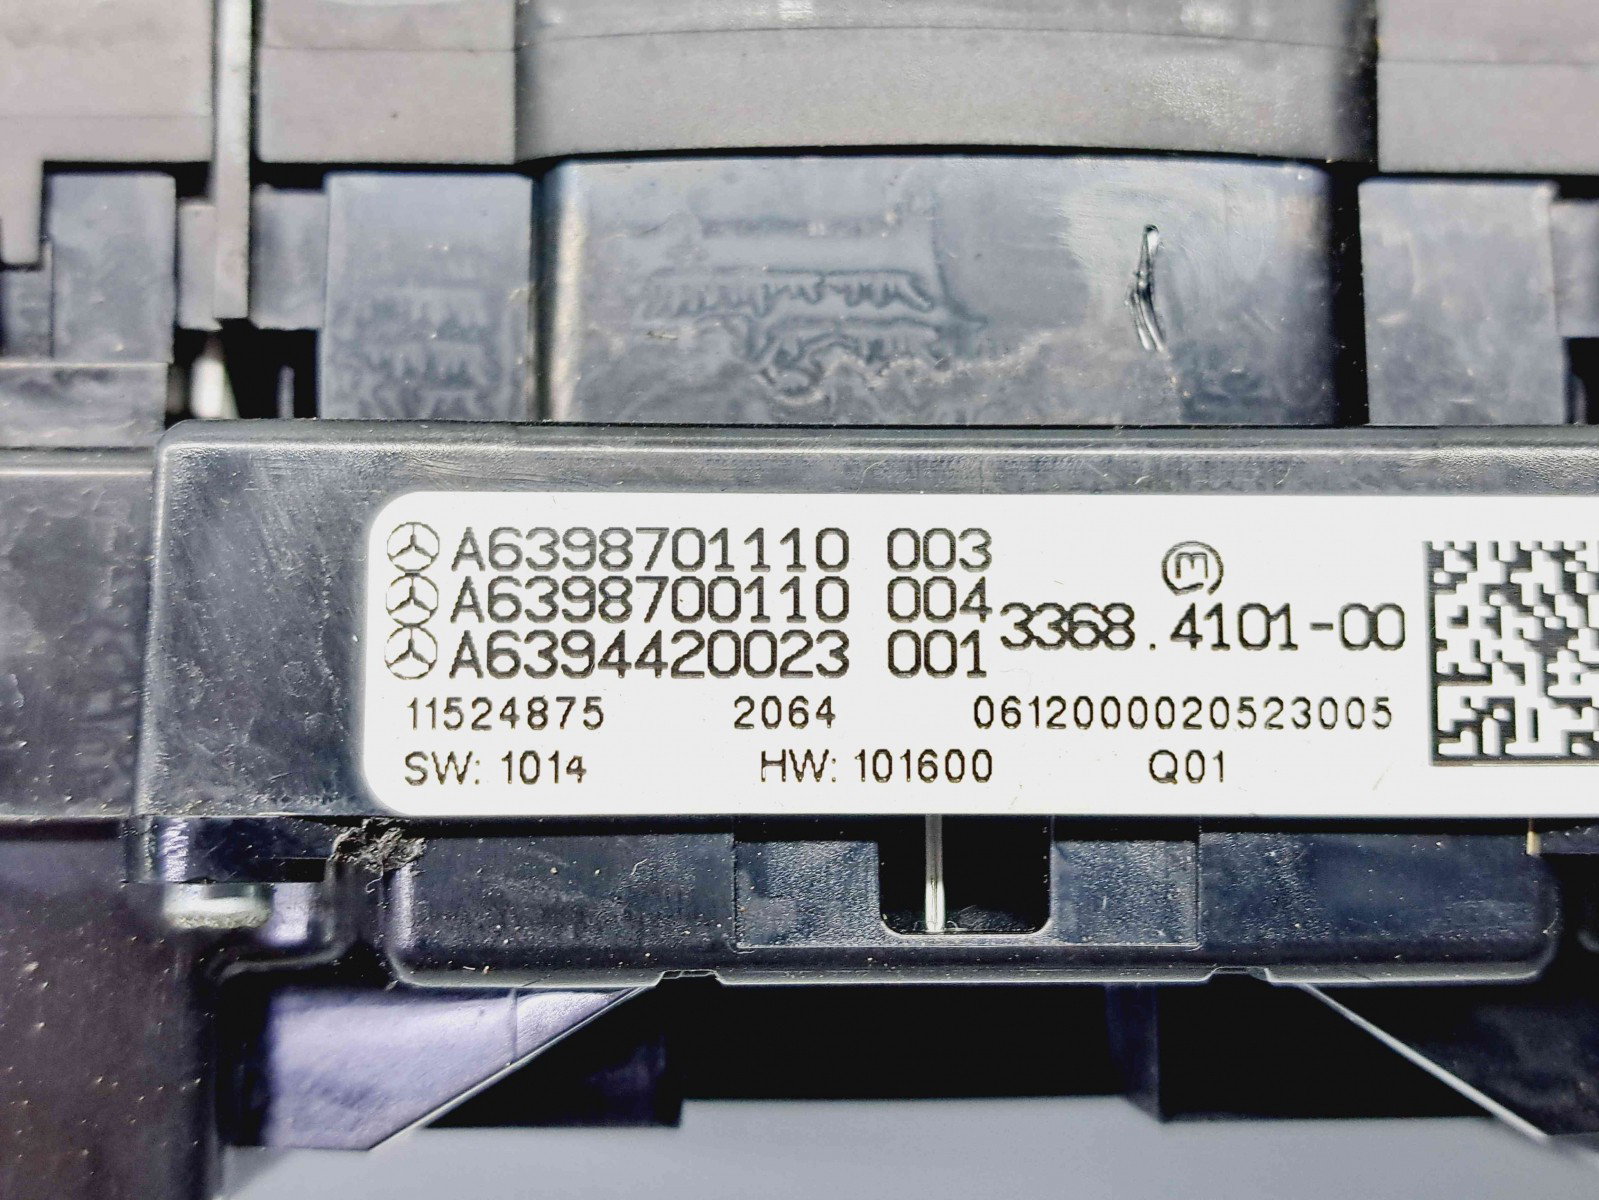 A6398701110 003
A6398700110 004
A6394420023 001
m
3368.4101-00
11524875 2064 0612000020523005
SW: 1014 HW: 101600 Q01